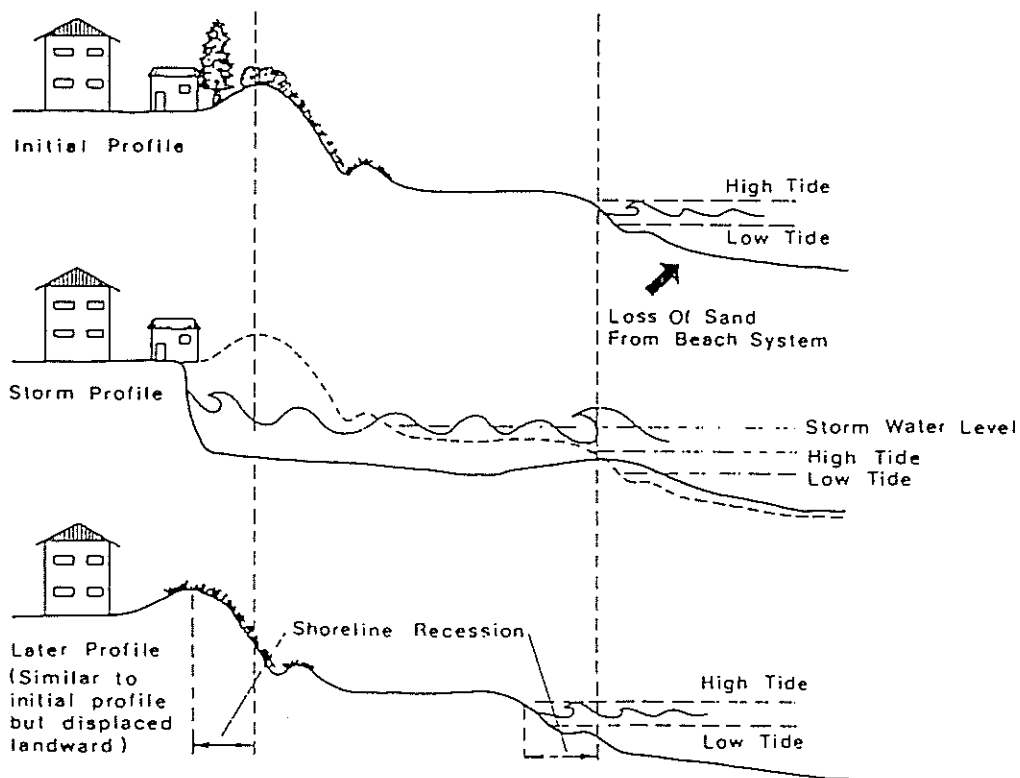 Initial Profile
High Tide
Low Tide
Loss Of Sand
From Beach System
Storm Profile
Storm Water Level
High Tide
Low Tide
Later Profile
(Similar to
initial profile
but displaced
landward)
Shoreline Recession
High Tide
Low Tide